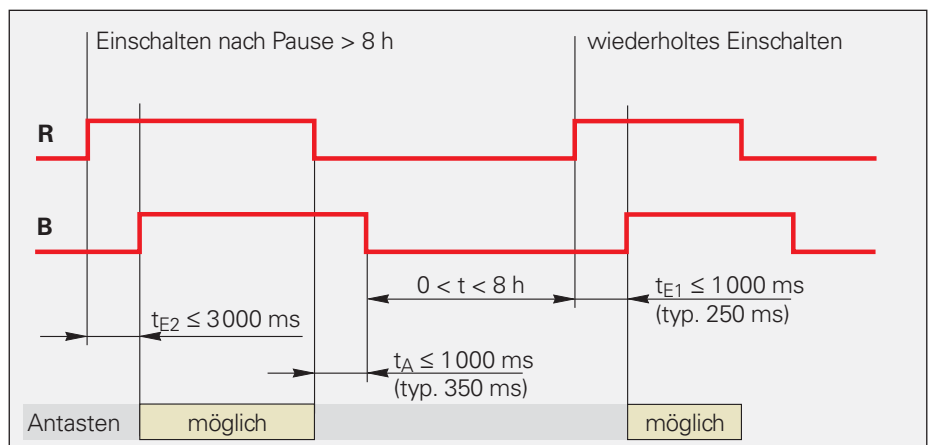 Einschalten nach Pause > 8 h
wiederholtes Einschalten
R
B
0 < t < 8 h
tE1 ≤ 1000 ms
(typ. 250 ms)
tE2 ≤ 3000 ms
tA ≤ 1000 ms
(typ. 350 ms)
Antasten
möglich
möglich